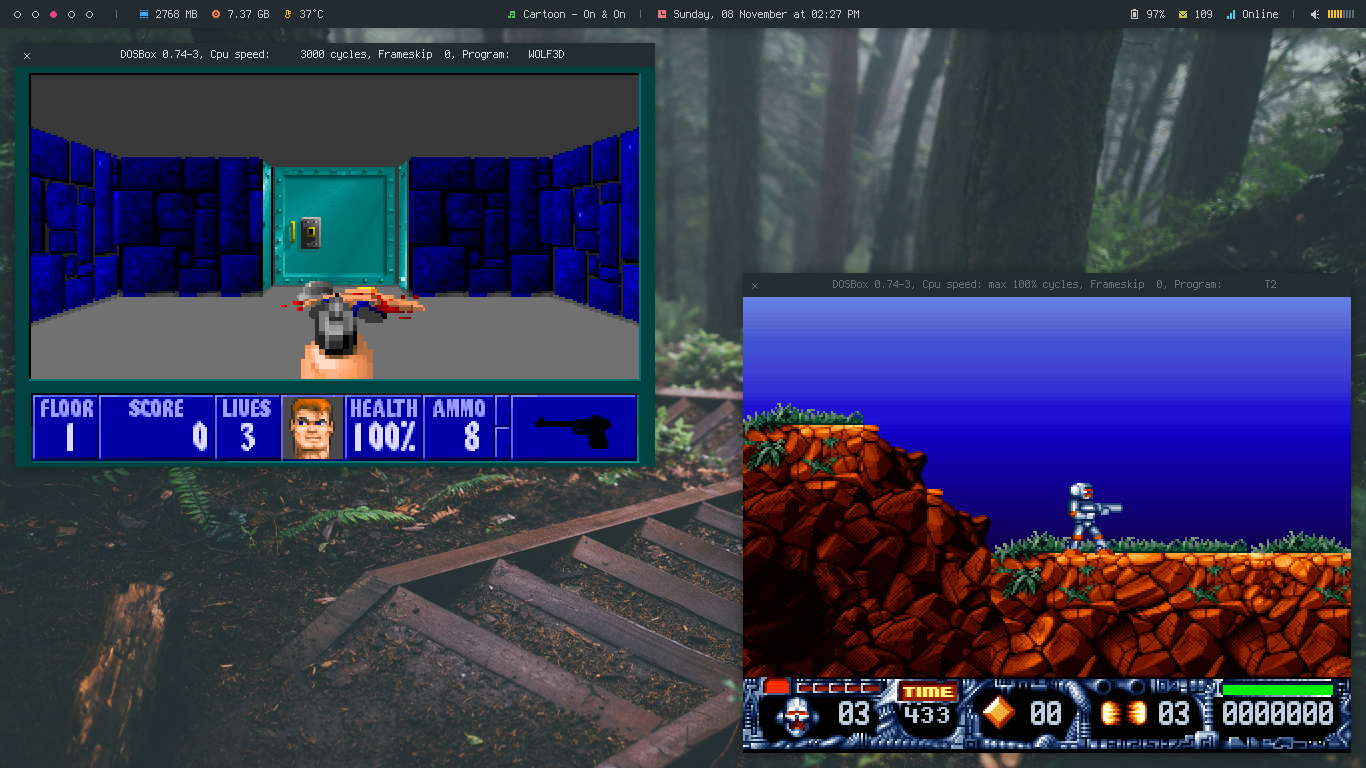 2768 MB 7.37 GB 37°C Cartoon - On & On Sunday, 08 November at 02:27 PM 97% 109 Online
DOSBox 0.74-3, Cpu speed: 3000 cycles, Frameskip 0, Program: WOLF3D
FLOOR SCORE LIVES HEALTH AMMO
1 0 3 100% 8
DOSBox 0.74-3, Cpu speed: max 100% cycles, Frameskip 0, Program: T2
TIME
03 433 00 03 0000000